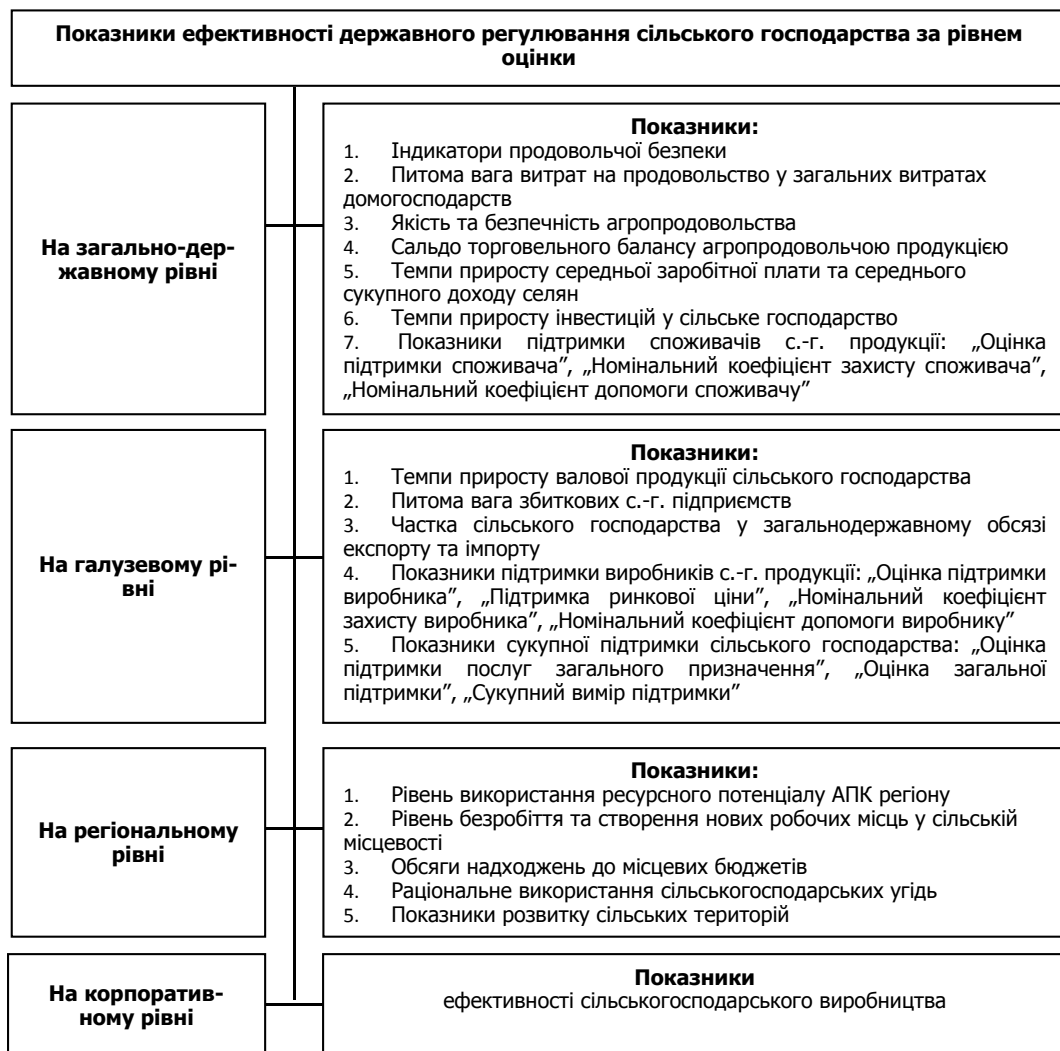 Показники ефективності державного регулювання сільського господарства за рівнем
оцінки
На загально-дер-
жавному рівні
Показники:
1. Індикатори продовольчої безпеки
2. Питома вага витрат на продовольство у загальних витратах
домогосподарств
3. Якість та безпечність агропродовольства
4. Сальдо торговельного балансу агропродовольчою продукцією
5. Темпи приросту середньої заробітної плати та середнього
сукупного доходу селян
6. Темпи приросту інвестицій у сільське господарство
7. Показники підтримки споживачів с.-г. продукції: „Оцінка
підтримки споживача”, „Номінальний коефіцієнт захисту споживача”,
„Номінальний коефіцієнт допомоги споживачу”
На галузевому рі-
вні
Показники:
1. Темпи приросту валової продукції сільського господарства
2. Питома вага збиткових с.-г. підприємств
3. Частка сільського господарства у загальнодержавному обсязі
експорту та імпорту
4. Показники підтримки виробників с.-г. продукції: „Оцінка підтримки
виробника”, „Підтримка ринкової ціни”, „Номінальний коефіцієнт
захисту виробника”, „Номінальний коефіцієнт допомоги виробнику”
5. Показники сукупної підтримки сільського господарства: „Оцінка
підтримки послуг загального призначення”, „Оцінка загальної
підтримки”, „Сукупний вимір підтримки”
На регіональному
рівні
Показники:
1. Рівень використання ресурсного потенціалу АПК регіону
2. Рівень безробіття та створення нових робочих місць у сільській
місцевості
3. Обсяги надходжень до місцевих бюджетів
4. Раціональне використання сільськогосподарських угідь
5. Показники розвитку сільських територій
На корпоратив-
ному рівні
Показники
ефективності сільськогосподарського виробництва